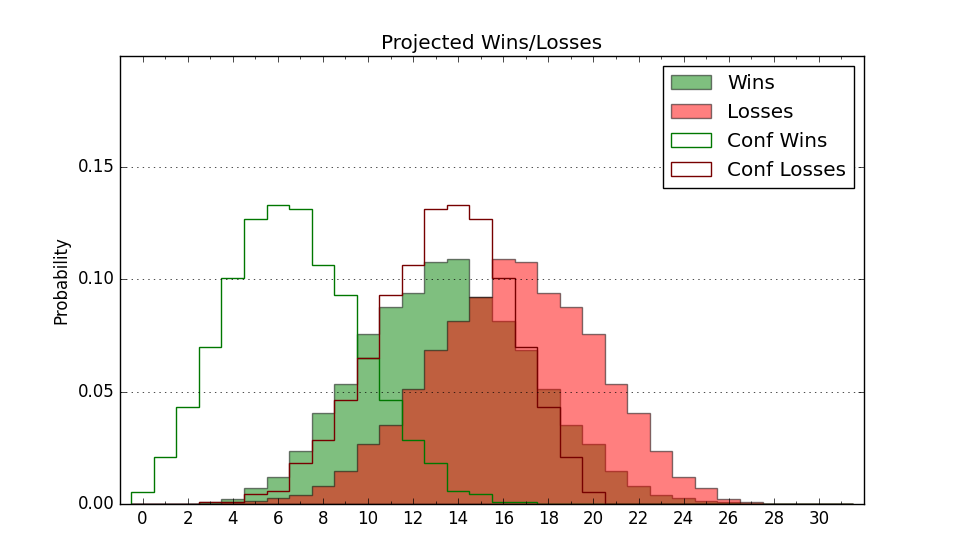 Projected Wins/Losses
Wins
Losses
Conf Wins
Conf Losses
Probability
0.15
0.10
0.05
0.00
0 2 4 6 8 10 12 14 16 18 20 22 24 26 28 30